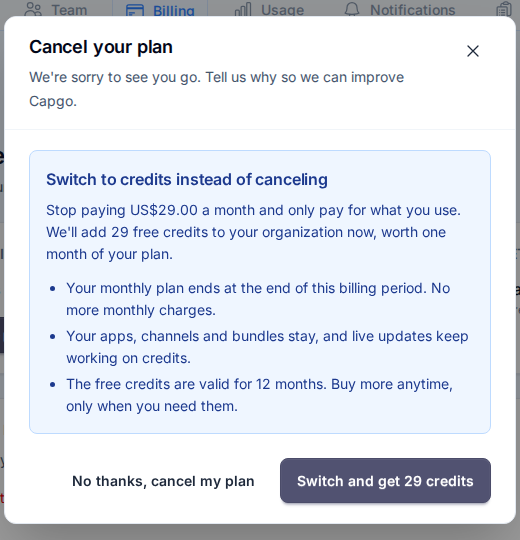 Team Billing Usage Notifications
Cancel your plan
We're sorry to see you go. Tell us why so we can improve
Capgo.
Switch to credits instead of canceling
Stop paying US$29.00 a month and only pay for what you use.
We'll add 29 free credits to your organization now, worth one
month of your plan.
• Your monthly plan ends at the end of this billing period. No
more monthly charges.
• Your apps, channels and bundles stay, and live updates keep
working on credits.
• The free credits are valid for 12 months. Buy more anytime,
only when you need them.
No thanks, cancel my plan
Switch and get 29 credits